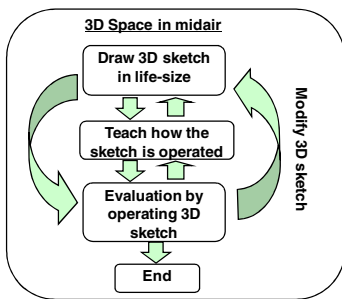 3D Space in midair
Draw 3D sketch
in life-size
Teach how the
sketch is operated
Evaluation by
operating 3D
sketch
End
Modify 3D sketch